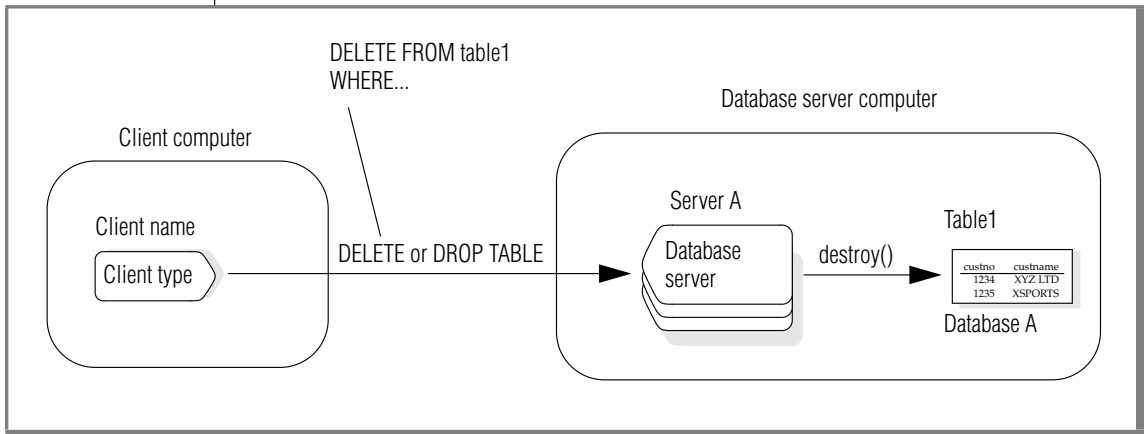 DELETE FROM table1
WHERE...
Database server computer
Client computer
Server A
Table1
Client name
DELETE or DROP TABLE
Database
server
destroy()
Client type
custno custname
1234 XYZ LTD
1235 XSPORTS
Database A